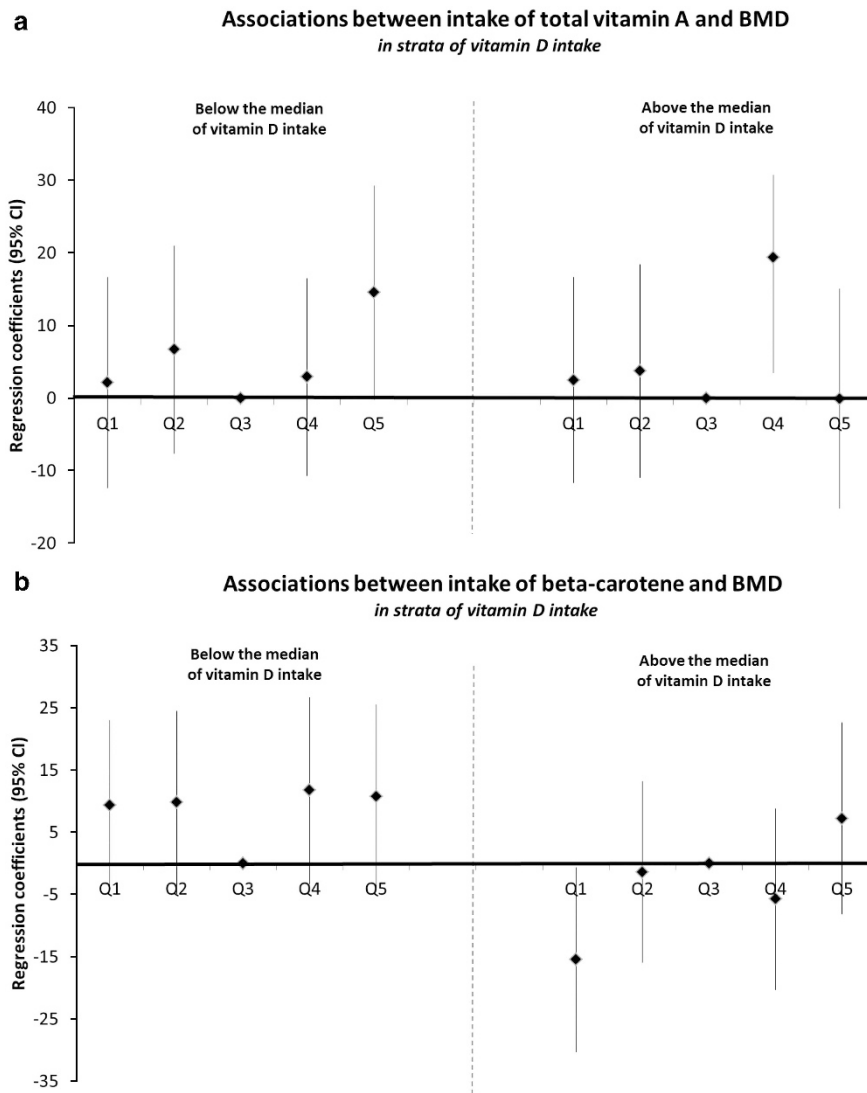 a
Associations between intake of total vitamin A and BMD
in strata of vitamin D intake
Regression coefficients (95% CI)
40
30
20
10
0
-10
-20
Below the median
of vitamin D intake
Above the median
of vitamin D intake
Q1 Q2 Q3 Q4 Q5 Q1 Q2 Q3 Q4 Q5
b
Associations between intake of beta-carotene and BMD
in strata of vitamin D intake
Regression coefficients (95% CI)
35
25
15
5
-5
-15
-25
-35
Below the median
of vitamin D intake
Above the median
of vitamin D intake
Q1 Q2 Q3 Q4 Q5 Q1 Q2 Q3 Q4 Q5